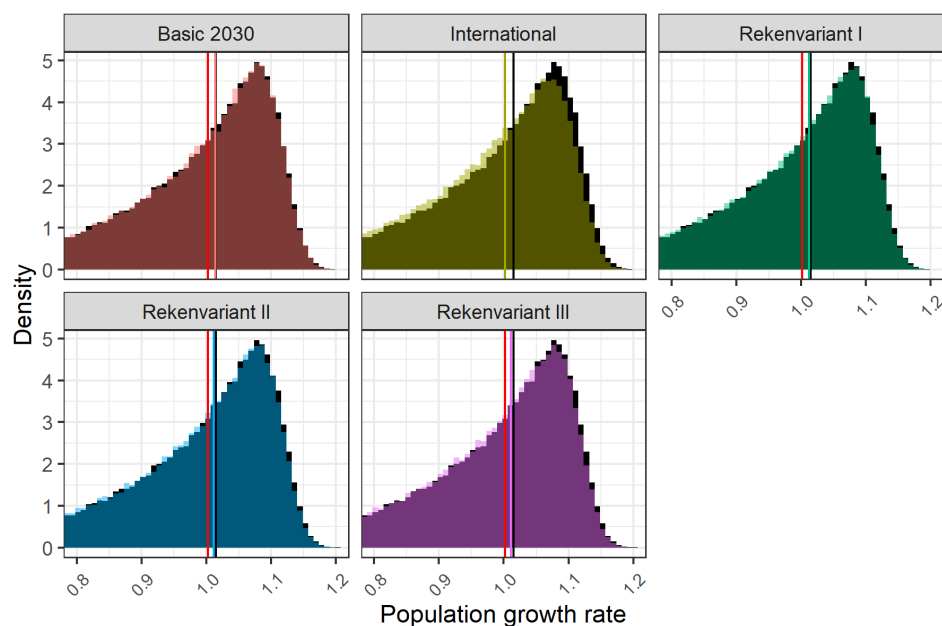 Basic 2030
International
Rekenvariant I
5
4
3
2
1
0
0.8 0.9 1.0 1.1 1.2
Rekenvariant II
Rekenvariant III
5
4
3
2
1
0
0.8 0.9 1.0 1.1 1.2
0.8 0.9 1.0 1.1 1.2
Density
Population growth rate